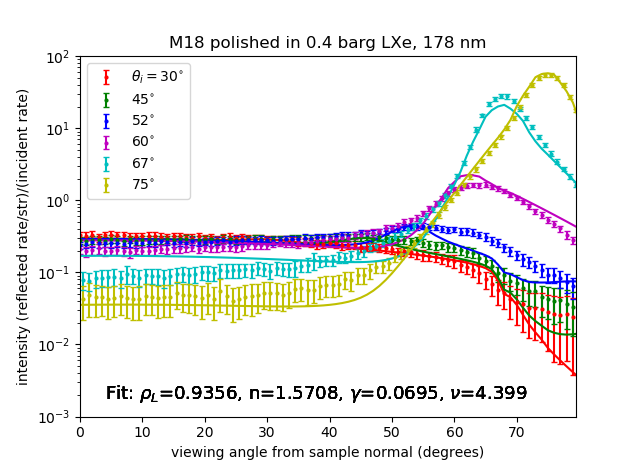 M18 polished in 0.4 barg LXe, 178 nm
10²
10¹
10⁰
10⁻¹
10⁻²
10⁻³
intensity (reflected rate/str)/(incident rate)
θᵢ = 30°
45°
52°
60°
67°
75°
Fit: ρ_L=0.9356, n=1.5708, γ=0.0695, ν=4.399
0 10 20 30 40 50 60 70
viewing angle from sample normal (degrees)